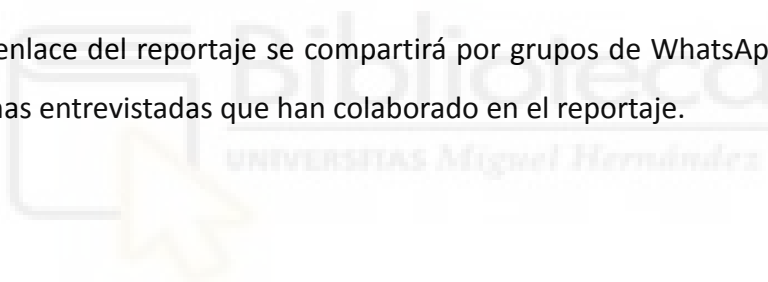 enlace del reportaje se compartirá por grupos de WhatsAp
Biblioteca
nas entrevistadas que han colaborado en el reportaje.
UNIVERSITAS Miguel Hernández